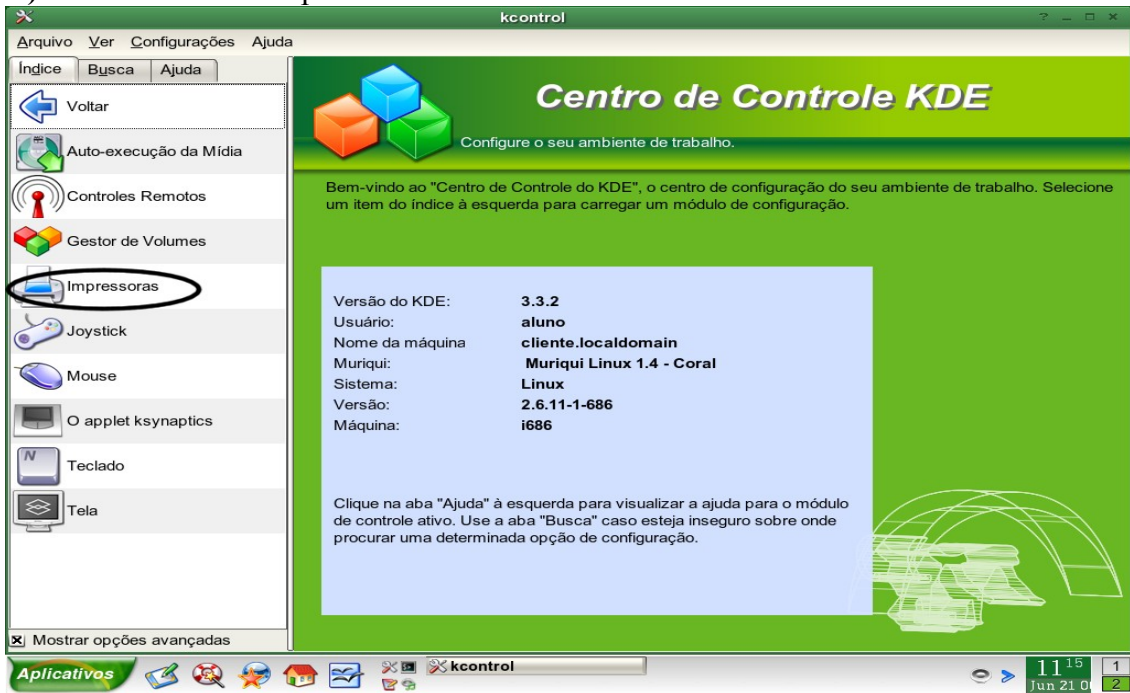 kcontrol
Arquivo Ver Configurações Ajuda
Índice Busca Ajuda
Voltar
Auto-execução da Mídia
Controles Remotos
Gestor de Volumes
Impressoras
Joystick
Mouse
O applet ksynaptics
Teclado
Tela
Mostrar opções avançadas
Centro de Controle KDE
Configure o seu ambiente de trabalho.
Bem-vindo ao "Centro de Controle do KDE", o centro de configuração do seu ambiente de trabalho. Selecione
um item do índice à esquerda para carregar um módulo de configuração.
Versão do KDE: 3.3.2
Usuário: aluno
Nome da máquina cliente.localdomain
Muriqui: Muriqui Linux 1.4 - Coral
Sistema: Linux
Versão: 2.6.11-1-686
Máquina: i686
Clique na aba "Ajuda" à esquerda para visualizar a ajuda para o módulo
de controle ativo. Use a aba "Busca" caso esteja inseguro sobre onde
procurar uma determinada opção de configuração.
Aplicativos kcontrol 11 15 1
Jun 21 2